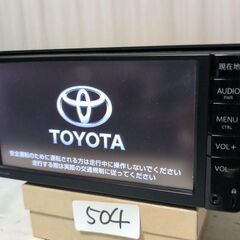 TOYOTA
安全運転のために運転される方は走行中に操作しないでください
走行する際は実際の交通規制に従ってください
現在地
AUDIO
PWR
MENU
CTRL
VOL+
VOL
504